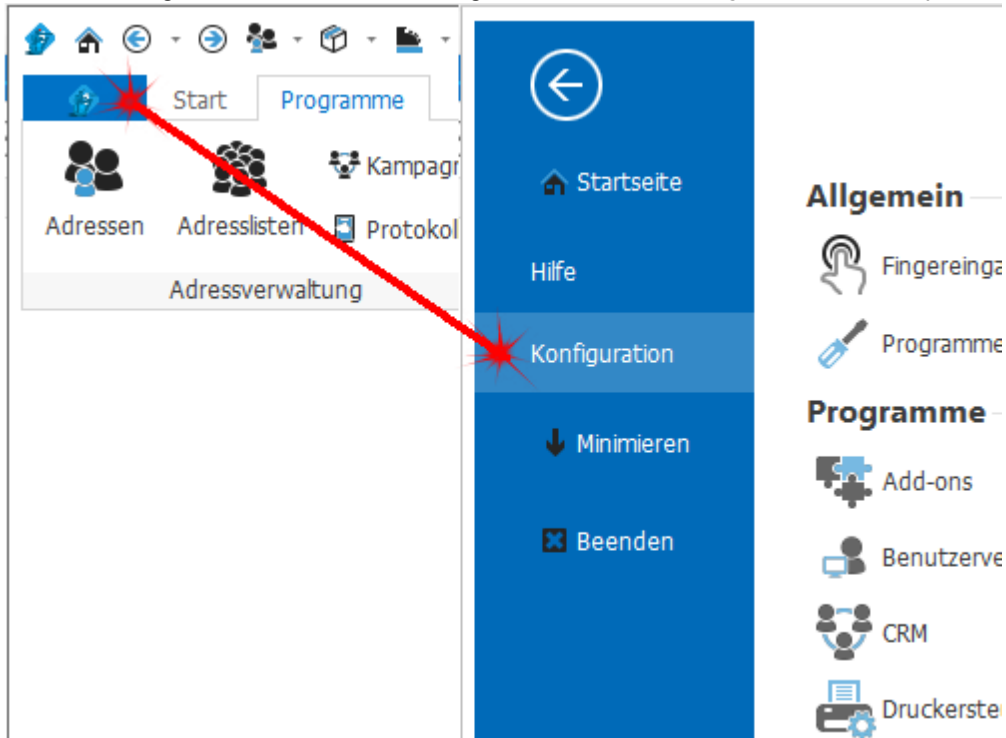 Start Programme
Adressen
Adresslisten
Kampagn
Protokol
Adressverwaltung
Startseite
Hilfe
Konfiguration
Minimieren
Beenden
Allgemein
Fingereinga
Programme
Programme
Add-ons
Benutzerve
CRM
Druckerste